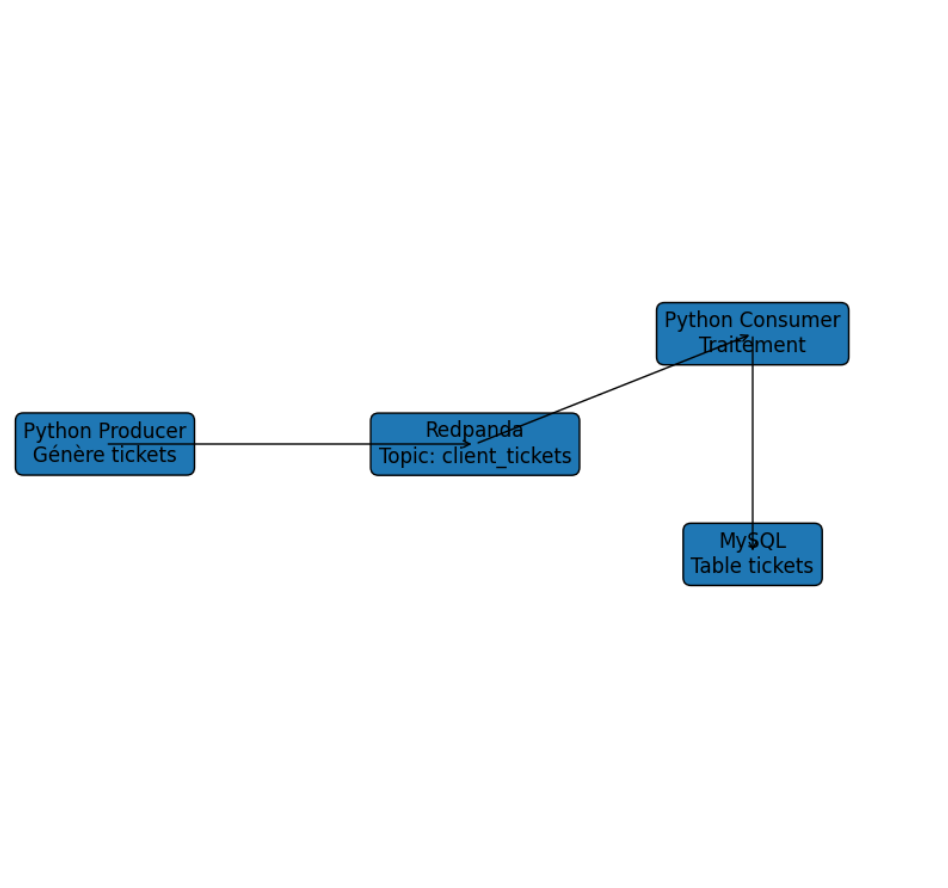 Python Producer
Génère tickets
Redpanda
Topic: client_tickets
Python Consumer
Traitement
MySQL
Table tickets